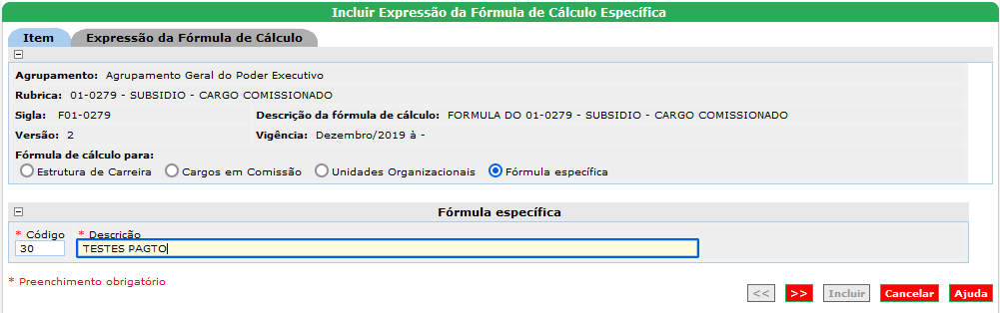 Incluir Expressão da Fórmula de Cálculo Específica
Item Expressão da Fórmula de Cálculo
Agrupamento: Agrupamento Geral do Poder Executivo
Rubrica: 01-0279 - SUBSIDIO - CARGO COMISSIONADO
Sigla: F01-0279 Descrição da fórmula de cálculo: FORMULA DO 01-0279 - SUBSIDIO - CARGO COMISSIONADO
Versão: 2 Vigência: Dezembro/2019 à -
Fórmula de cálculo para:
Estrutura de Carreira Cargos em Comissão Unidades Organizacionais Fórmula específica
Fórmula específica
* Código * Descrição
30 TESTES PAGTO
* Preenchimento obrigatório
<< >> Incluir Cancelar Ajuda